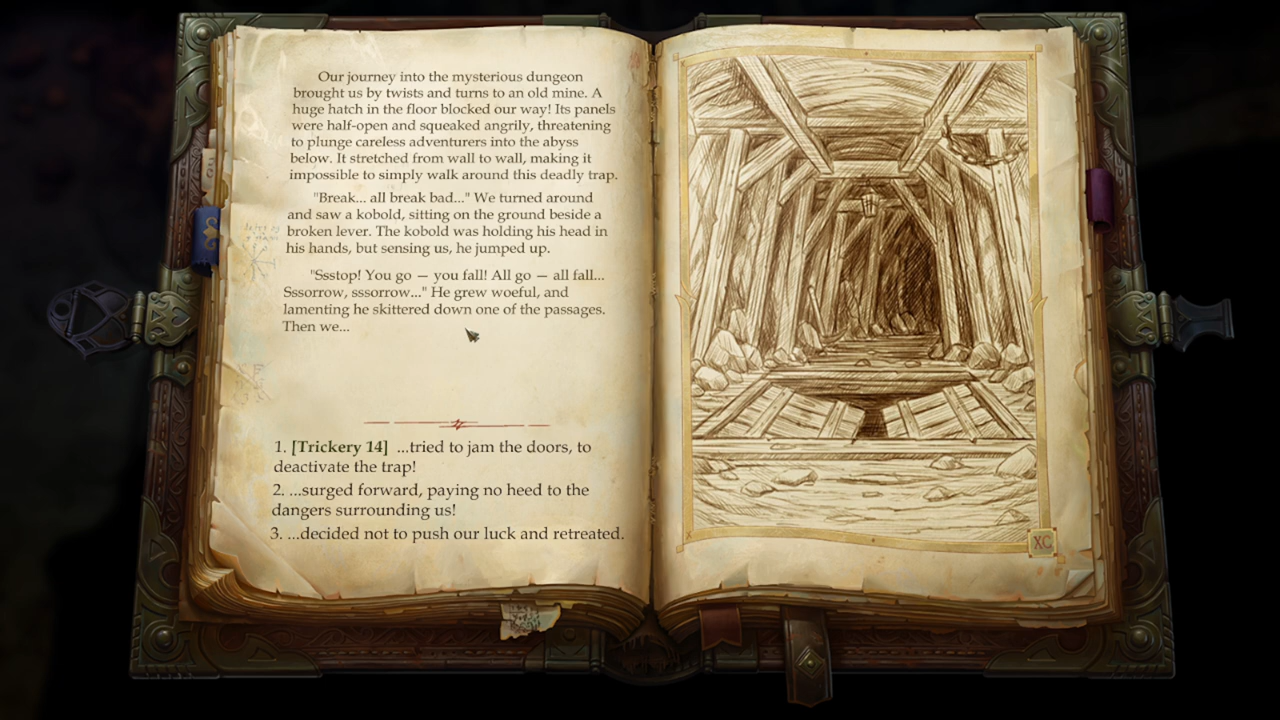 Our journey into the mysterious dungeon
brought us by twists and turns to an old mine. A
huge hatch in the floor blocked our way! Its panels
were half-open and squeaked angrily, threatening
to plunge careless adventurers into the abyss
below. It stretched from wall to wall, making it
impossible to simply walk around this deadly trap.
"Break... all break bad..." We turned around
and saw a kobold, sitting on the ground beside a
broken lever. The kobold was holding his head in
his hands, but sensing us, he jumped up.
"Ssstop! You go — you fall! All go — all fall...
Sssorrow, sssorrow..." He grew woeful, and
lamenting he skittered down one of the passages.
Then we...
1. [Trickery 14] ...tried to jam the doors, to
deactivate the trap!
2. ...surged forward, paying no heed to the
dangers surrounding us!
3. ...decided not to push our luck and retreated.
XC